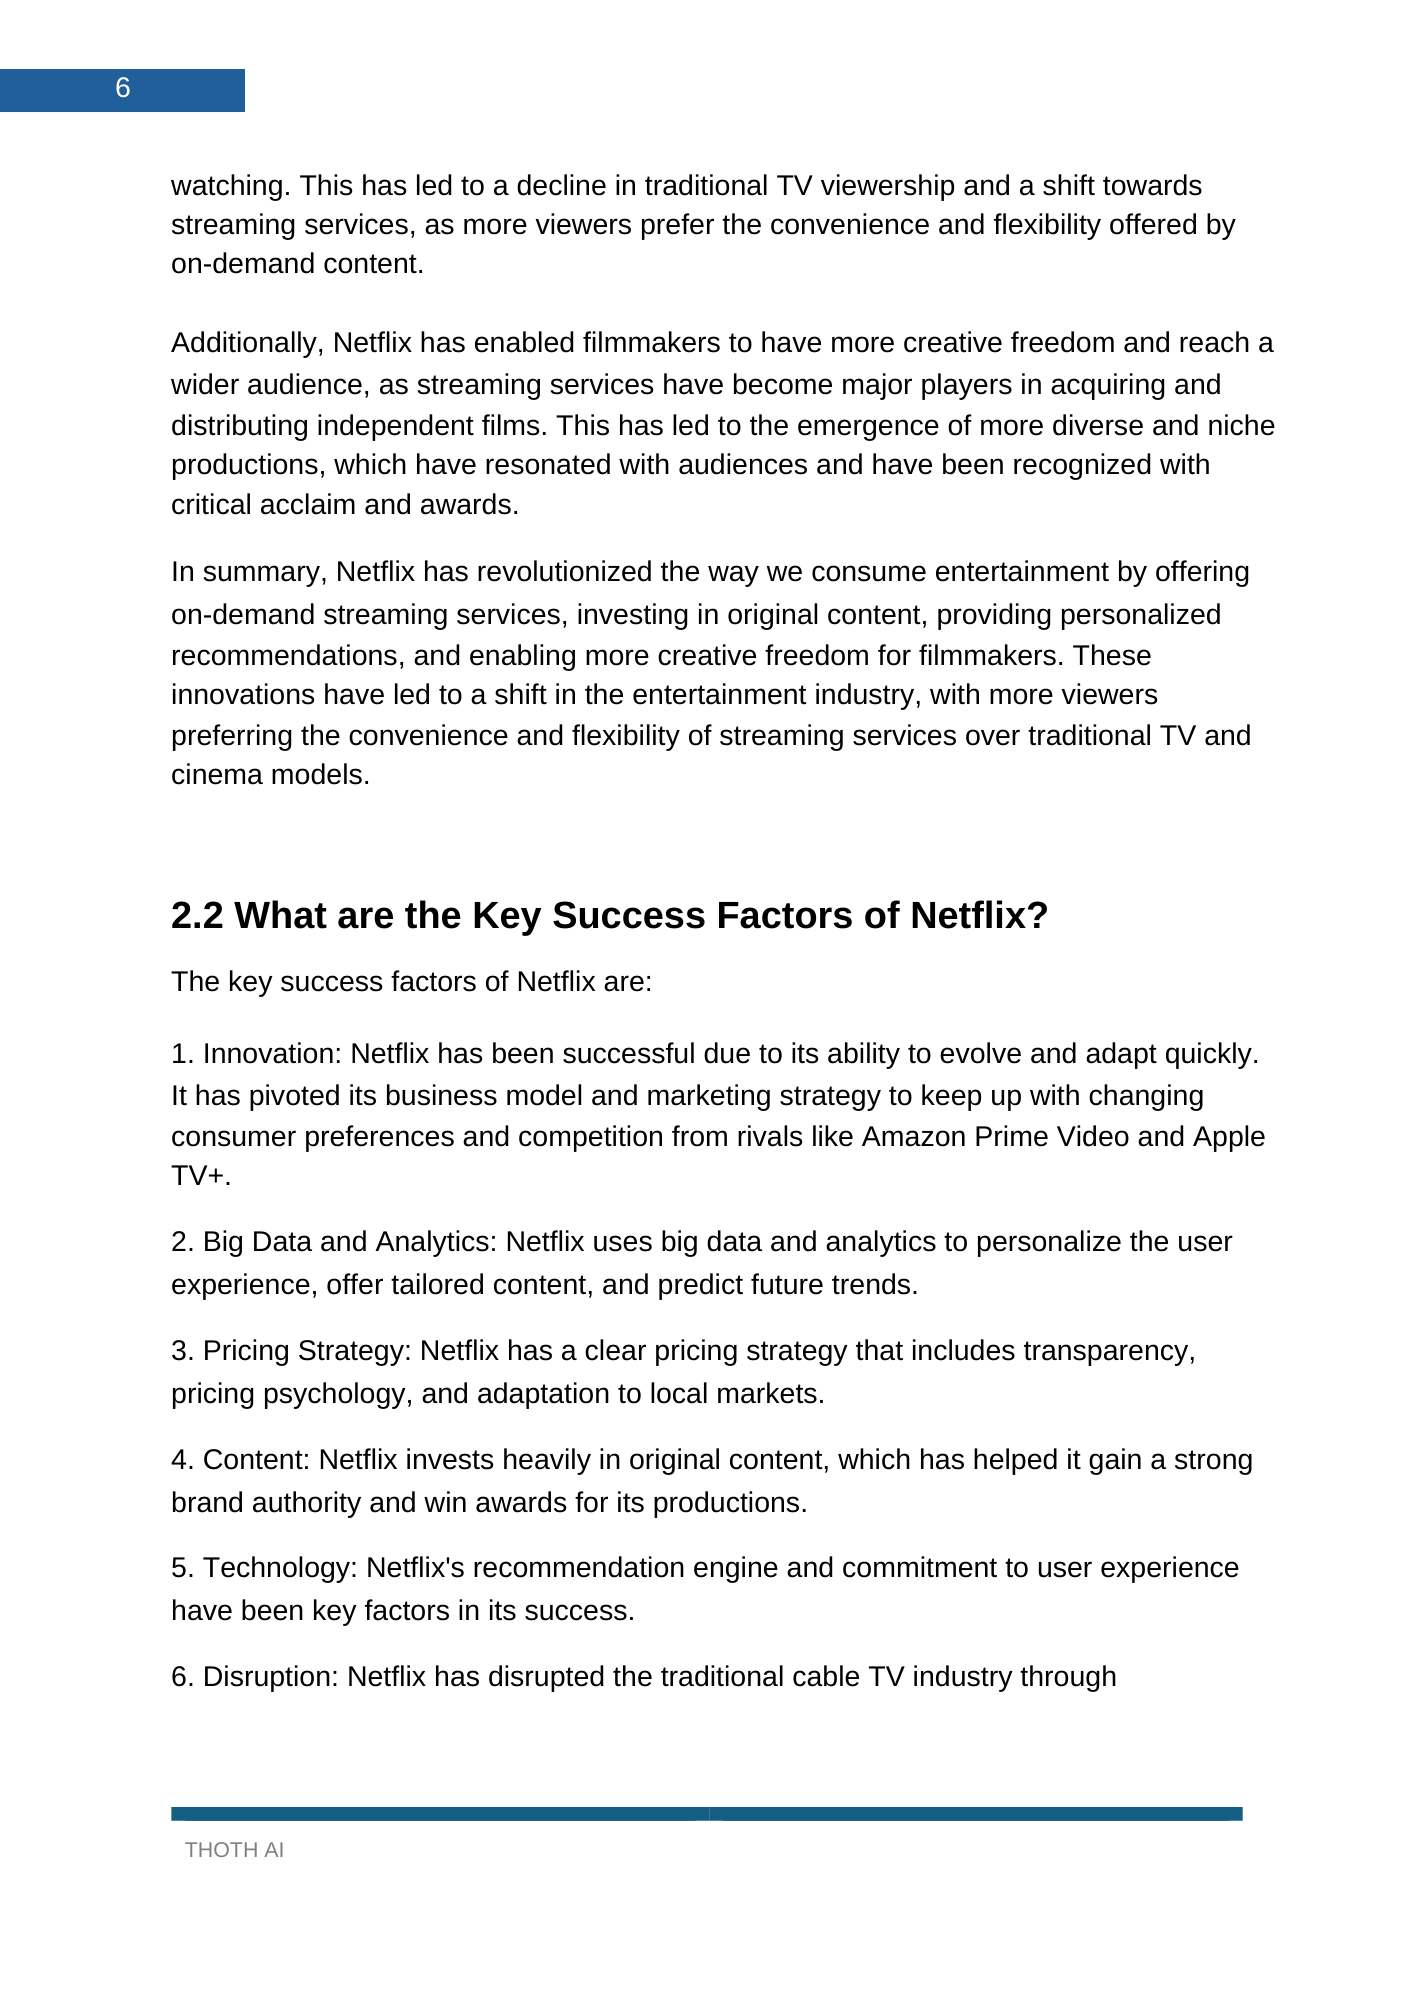 6
watching. This has led to a decline in traditional TV viewership and a shift towards
streaming services, as more viewers prefer the convenience and flexibility offered by
on-demand content.
Additionally, Netflix has enabled filmmakers to have more creative freedom and reach a
wider audience, as streaming services have become major players in acquiring and
distributing independent films. This has led to the emergence of more diverse and niche
productions, which have resonated with audiences and have been recognized with
critical acclaim and awards.
In summary, Netflix has revolutionized the way we consume entertainment by offering
on-demand streaming services, investing in original content, providing personalized
recommendations, and enabling more creative freedom for filmmakers. These
innovations have led to a shift in the entertainment industry, with more viewers
preferring the convenience and flexibility of streaming services over traditional TV and
cinema models.
2.2 What are the Key Success Factors of Netflix?
The key success factors of Netflix are:
1. Innovation: Netflix has been successful due to its ability to evolve and adapt quickly.
It has pivoted its business model and marketing strategy to keep up with changing
consumer preferences and competition from rivals like Amazon Prime Video and Apple
TV+.
2. Big Data and Analytics: Netflix uses big data and analytics to personalize the user
experience, offer tailored content, and predict future trends.
3. Pricing Strategy: Netflix has a clear pricing strategy that includes transparency,
pricing psychology, and adaptation to local markets.
4. Content: Netflix invests heavily in original content, which has helped it gain a strong
brand authority and win awards for its productions.
5. Technology: Netflix's recommendation engine and commitment to user experience
have been key factors in its success.
6. Disruption: Netflix has disrupted the traditional cable TV industry through
THOTH AI